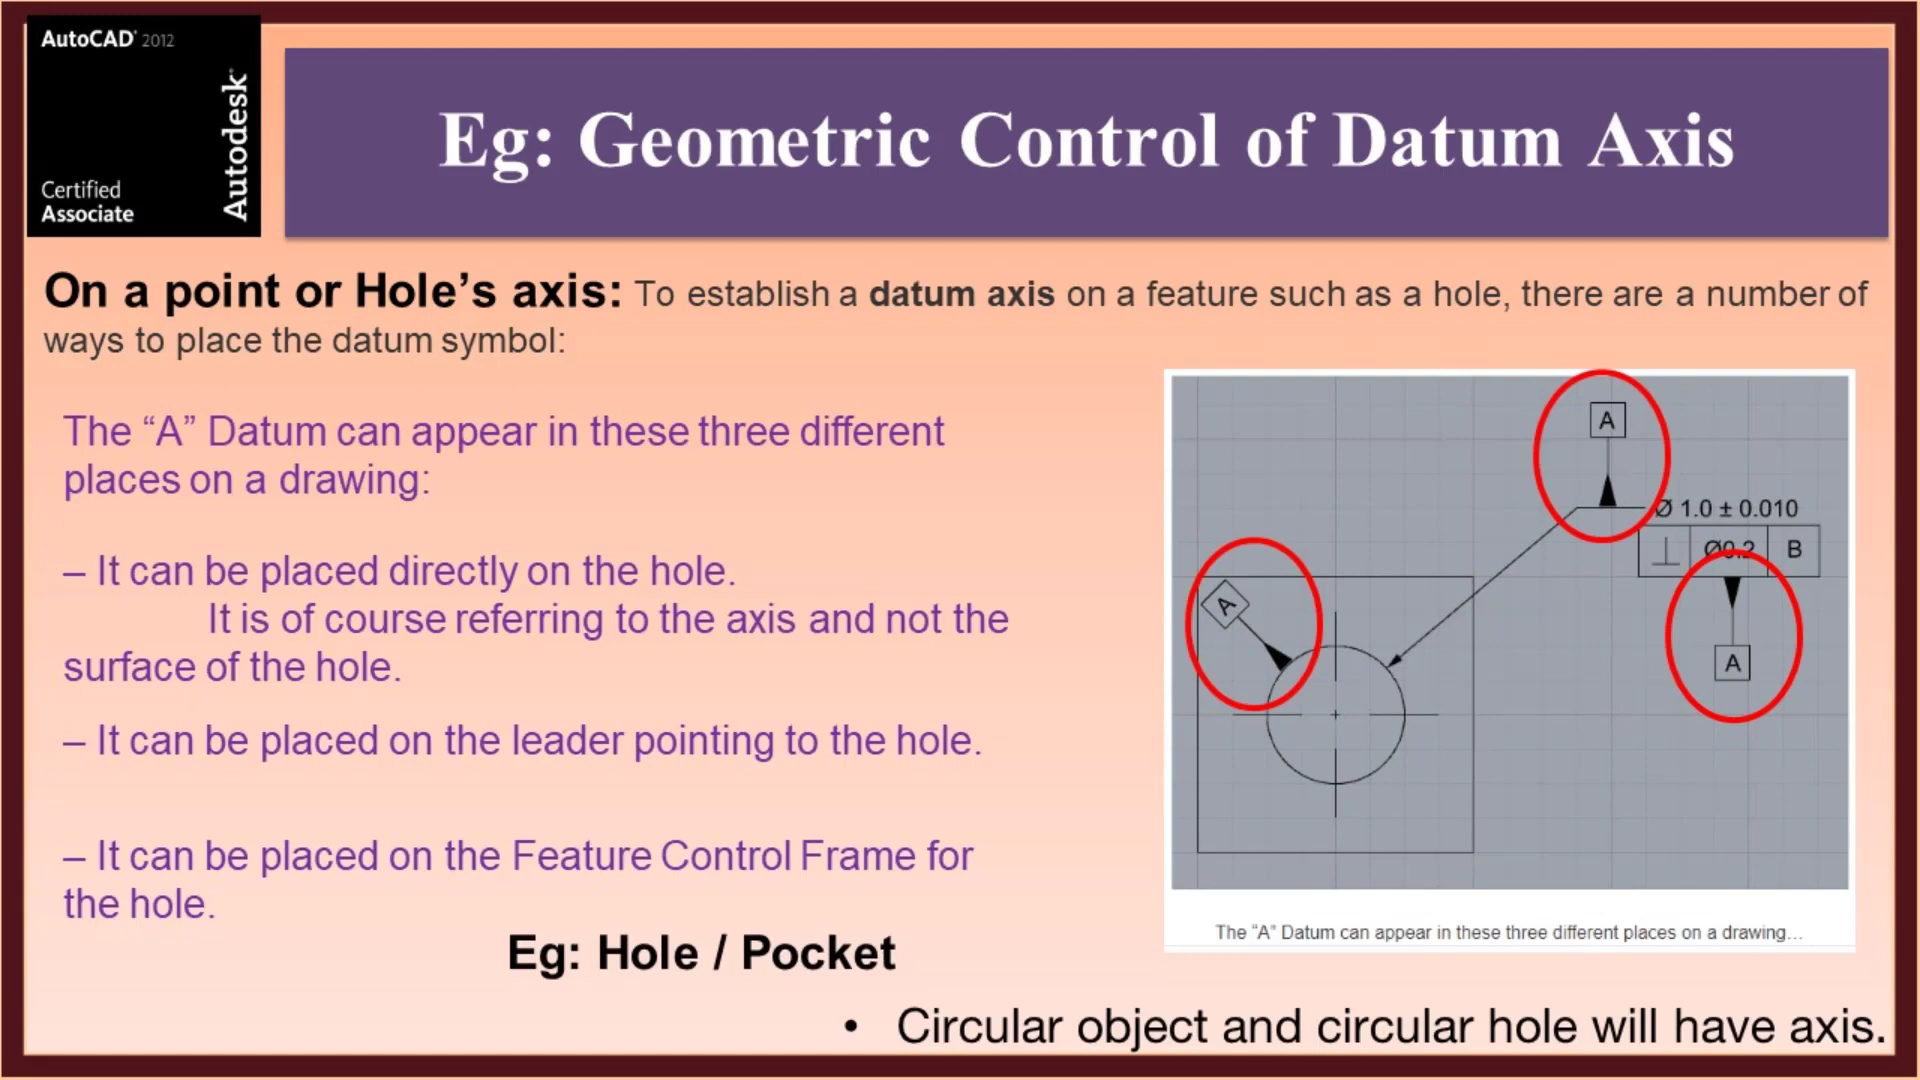 AutoCAD® 2012
Autodesk®
Certified
Associate
Eg: Geometric Control of Datum Axis
On a point or Hole’s axis: To establish a datum axis on a feature such as a hole, there are a number of
ways to place the datum symbol:
The “A” Datum can appear in these three different
places on a drawing:
– It can be placed directly on the hole.
It is of course referring to the axis and not the
surface of the hole.
– It can be placed on the leader pointing to the hole.
– It can be placed on the Feature Control Frame for
the hole.
Eg: Hole / Pocket
A
Ø 1.0 ± 0.010
⊥ Ø0.2 B
A
A
The “A” Datum can appear in these three different places on a drawing…
• Circular object and circular hole will have axis.